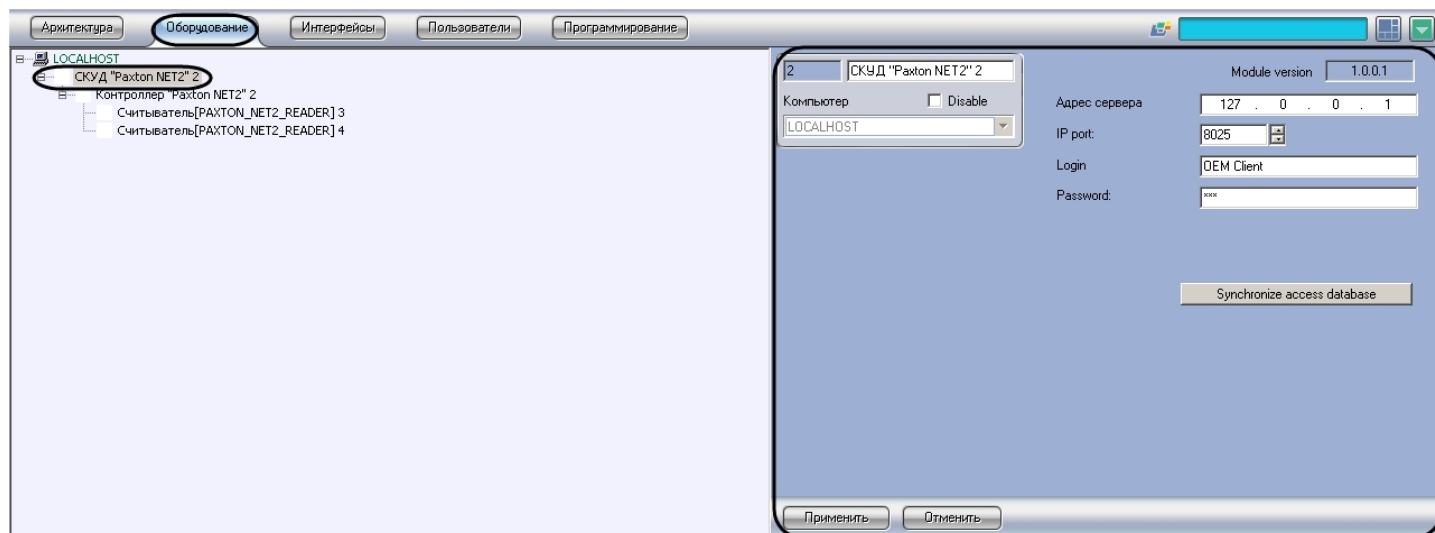 Архитектура Оборудование Интерфейсы Пользователи Программирование
LOCALHOST
СКУД "Paxton NET2" 2
Контроллер "Paxton NET2" 2
Считыватель[PAXTON_NET2_READER] 3
Считыватель[PAXTON_NET2_READER] 4
2 СКУД "Paxton NET2" 2
Компьютер Disable
LOCALHOST
Module version 1.0.0.1
Адрес сервера 127 . 0 . 0 . 1
IP port: 8025
Login OEM Client
Password: ×××
Synchronize access database
Применить Отменить